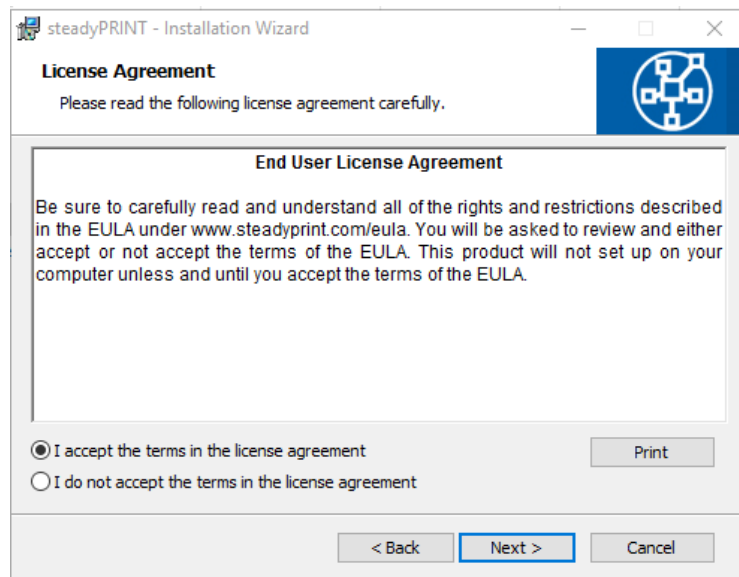 steadyPRINT - Installation Wizard
License Agreement
Please read the following license agreement carefully.
End User License Agreement
Be sure to carefully read and understand all of the rights and restrictions described
in the EULA under www.steadyprint.com/eula. You will be asked to review and either
accept or not accept the terms of the EULA. This product will not set up on your
computer unless and until you accept the terms of the EULA.
I accept the terms in the license agreement
Print
I do not accept the terms in the license agreement
< Back
Next >
Cancel